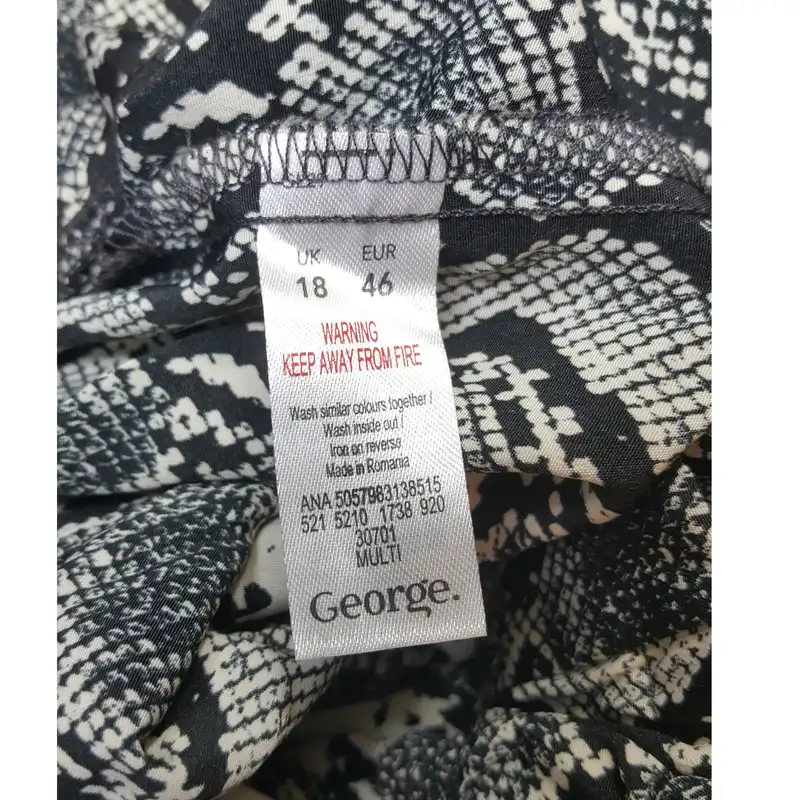 UK EUR
18 46
WARNING
KEEP AWAY FROM FIRE
Wash similar colours together /
Wash inside out /
Iron on reverse
Made in Romania
ANA 5057983138515
521 5210 1738 920
30701
MULTI
George.